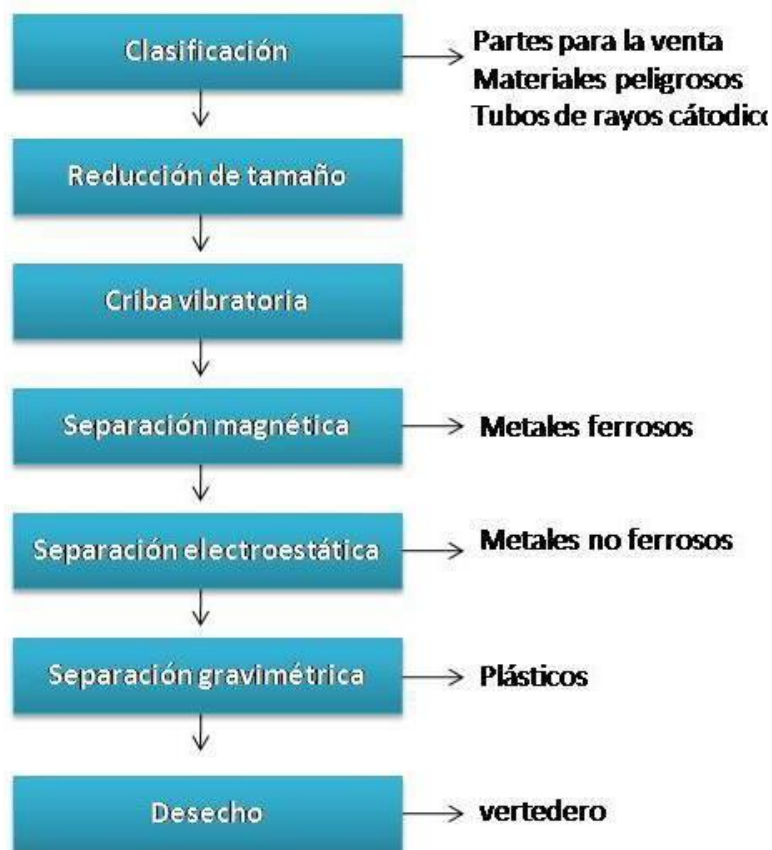 Clasificación
Partes para la venta
Materiales peligrosos
Tubos de rayos cátodico
Reducción de tamaño
Criba vibratoria
Separación magnética
Metales ferrosos
Separación electroestática
Metales no ferrosos
Separación gravimétrica
Plásticos
Desecho
vertedero